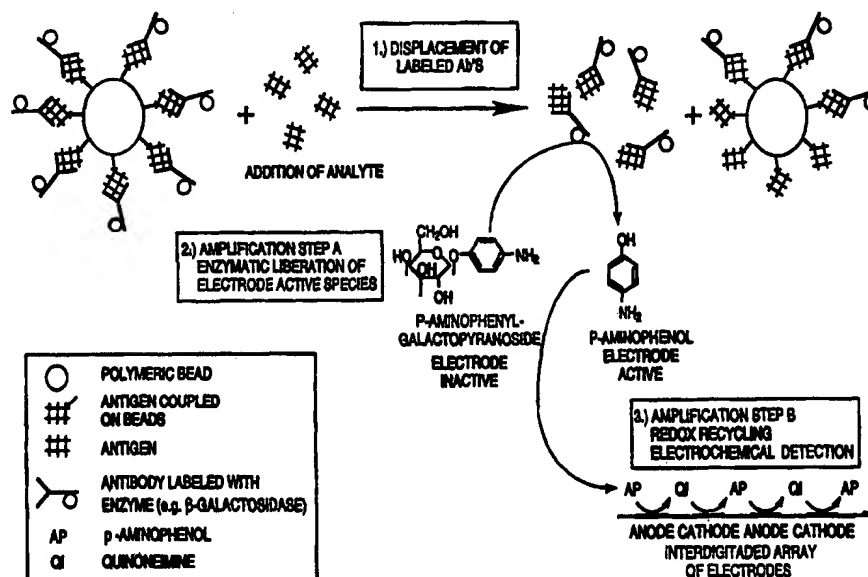 1.) DISPLACEMENT OF
LABELED Ab'S
+
+
ADDITION OF ANALYTE
2.) AMPLIFICATION STEP A
ENZYMATIC LIBERATION OF
ELECTRODE ACTIVE SPECIES
CH₂OH
HO
O
O
OH
OH
NH₂
P-AMINOPHENYL-
GALACTOPYRANOSIDE
ELECTRODE
INACTIVE
OH
NH₂
P-AMINOPHENOL
ELECTRODE
ACTIVE
POLYMERIC BEAD
ANTIGEN COUPLED
ON BEADS
ANTIGEN
ANTIBODY LABELED WITH
ENZYME (e.g. β-GALACTOSIDASE)
AP p-AMINOPHENOL
QI QUINONEIMINE
3.) AMPLIFICATION STEP B
REDOX RECYCLING
ELECTROCHEMICAL DETECTION
AP QI AP QI AP
ANODE CATHODE ANODE CATHODE
INTERDIGITADED ARRAY
OF ELECTRODES